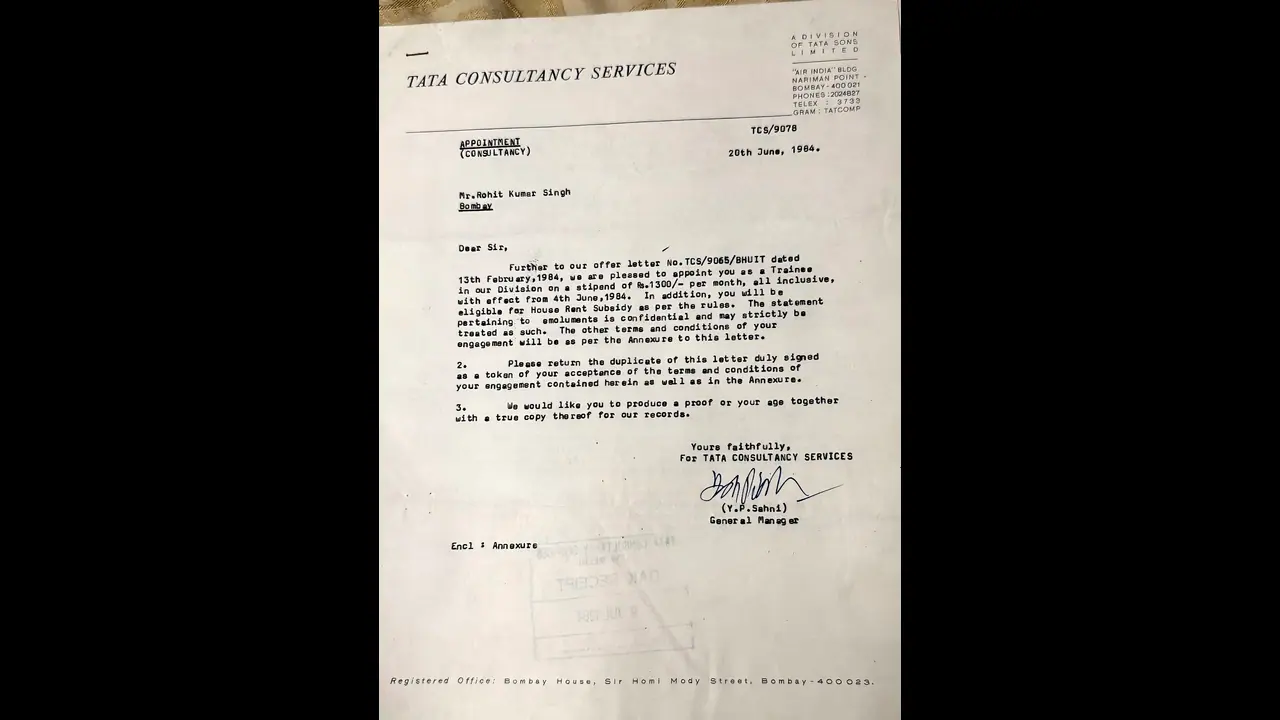 A DIVISION
OF TATA SONS
LIMITED
TATA CONSULTANCY SERVICES
"AIR INDIA" BLDG
NARIMAN POINT -
BOMBAY-400 021
PHONES:2024827
TELEX : 3733
GRAM: TATCOMP
TCS/9078
APPOINTMENT
(CONSULTANCY)
20th June, 1984.
Mr.Rohit Kumar Singh
Bombay
Dear Sir,
Further to our offer letter No.TCS/9065/BHUIT dated
13th February,1984, we are pleased to appoint you as a Trainee
in our Division on a stipend of Rs.1300/- per month, all inclusive,
with effect from 4th June,1984. In addition, you will be
eligible for House Rent Subsidy as per the rules. The statement
pertaining to emoluments is confidential and may strictly be
treated as such. The other terms and conditions of your
engagement will be as per the Annexure to this letter.
2. Please return the duplicate of this letter duly signed
as a token of your acceptance of the terms and conditions of
your engagement contained herein as well as in the Annexure.
3. We would like you to produce a proof or your age together
with a true copy thereof for our records.
Yours faithfully,
For TATA CONSULTANCY SERVICES
(Y.P.Sahni)
General Manager
Encl : Annexure
Registered Office: Bombay House, Sir Homi Mody Street, Bombay-400023.